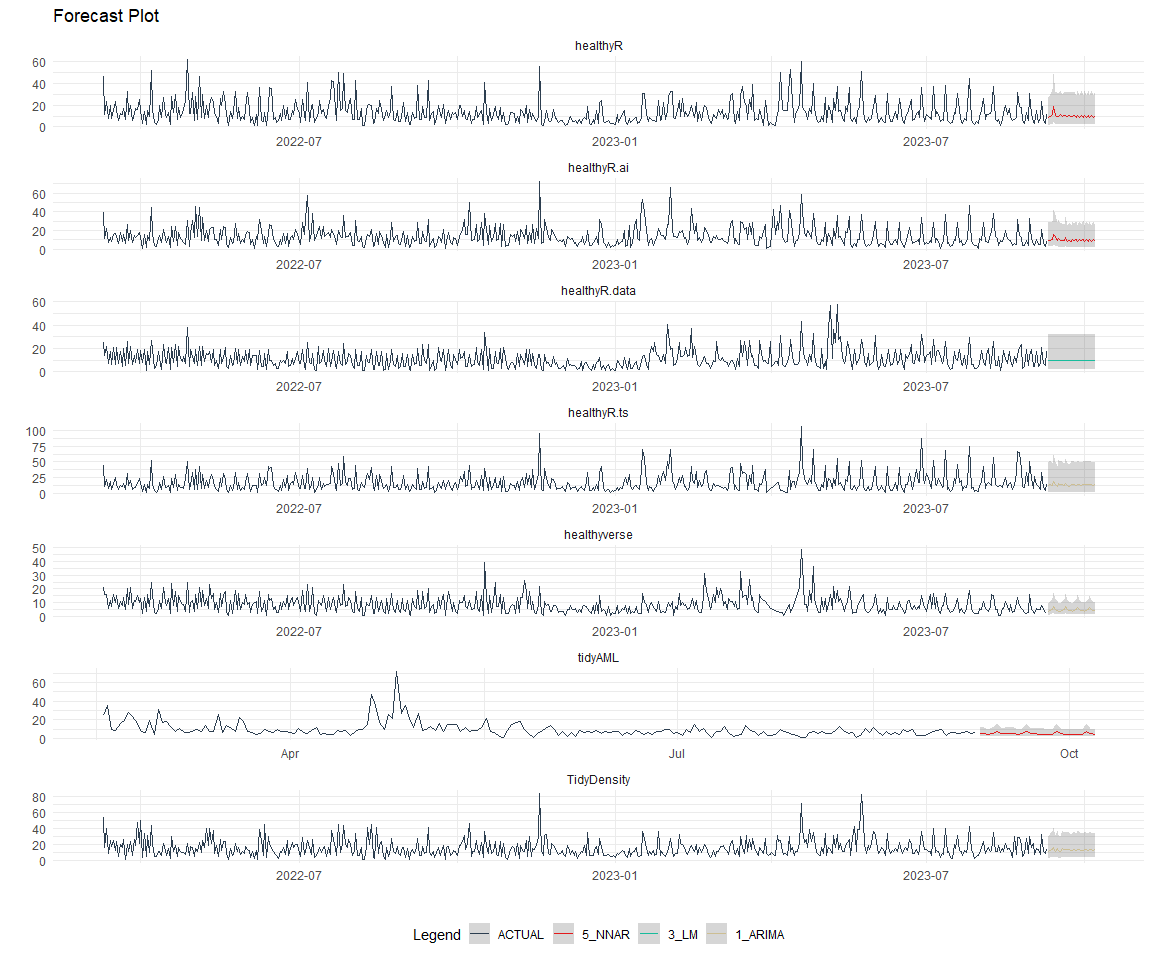 Forecast Plot
healthyR
60
40
20
0
2022-07 2023-01 2023-07
healthyR.ai
60
40
20
0
2022-07 2023-01 2023-07
healthyR.data
60
40
20
0
2022-07 2023-01 2023-07
healthyR.ts
100
75
50
25
0
2022-07 2023-01 2023-07
healthyverse
50
40
30
20
10
0
2022-07 2023-01 2023-07
tidyAML
60
40
20
0
Apr Jul Oct
TidyDensity
80
60
40
20
0
2022-07 2023-01 2023-07
Legend ACTUAL 5_NNAR 3_LM 1_ARIMA